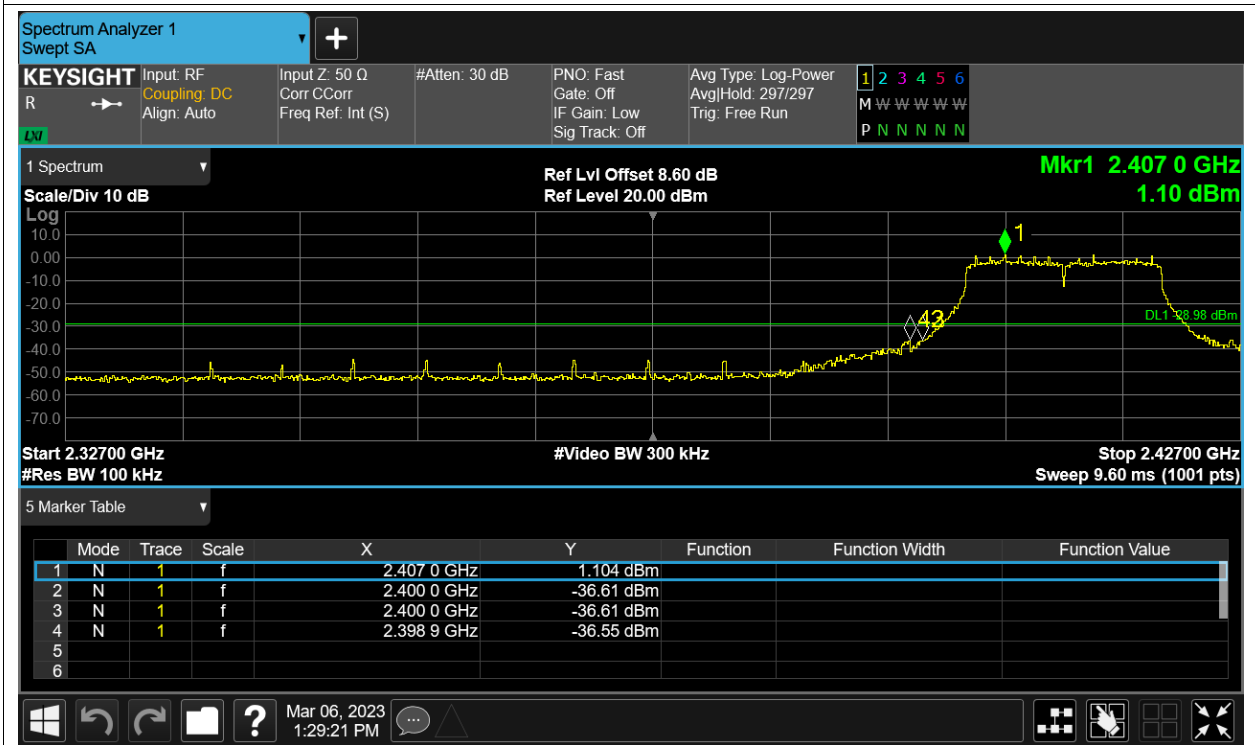 Spectrum Analyzer 1
Swept SA
+
KEYSIGHT
R
LXI
Input: RF
Coupling: DC
Align: Auto
Input Z: 50 Ω
Corr CCorr
Freq Ref: Int (S)
#Atten: 30 dB
PNO: Fast
Gate: Off
IF Gain: Low
Sig Track: Off
Avg Type: Log-Power
Avg|Hold: 297/297
Trig: Free Run
1 2 3 4 5 6
M W W W W W W
P N N N N N
1 Spectrum
Scale/Div 10 dB
Ref Lvl Offset 8.60 dB
Ref Level 20.00 dBm
Mkr1 2.407 0 GHz
1.10 dBm
Log
10.0
0.00
-10.0
-20.0
-30.0
-40.0
-50.0
-60.0
-70.0
1
DL1 -28.98 dBm
Start 2.32700 GHz
#Res BW 100 kHz
#Video BW 300 kHz
Stop 2.42700 GHz
Sweep 9.60 ms (1001 pts)
5 Marker Table
Mode Trace Scale X Y Function Function Width Function Value
1 N 1 f 2.407 0 GHz 1.104 dBm
2 N 1 f 2.400 0 GHz -36.61 dBm
3 N 1 f 2.400 0 GHz -36.61 dBm
4 N 1 f 2.398 9 GHz -36.55 dBm
5
6
?
Mar 06, 2023
1:29:21 PM